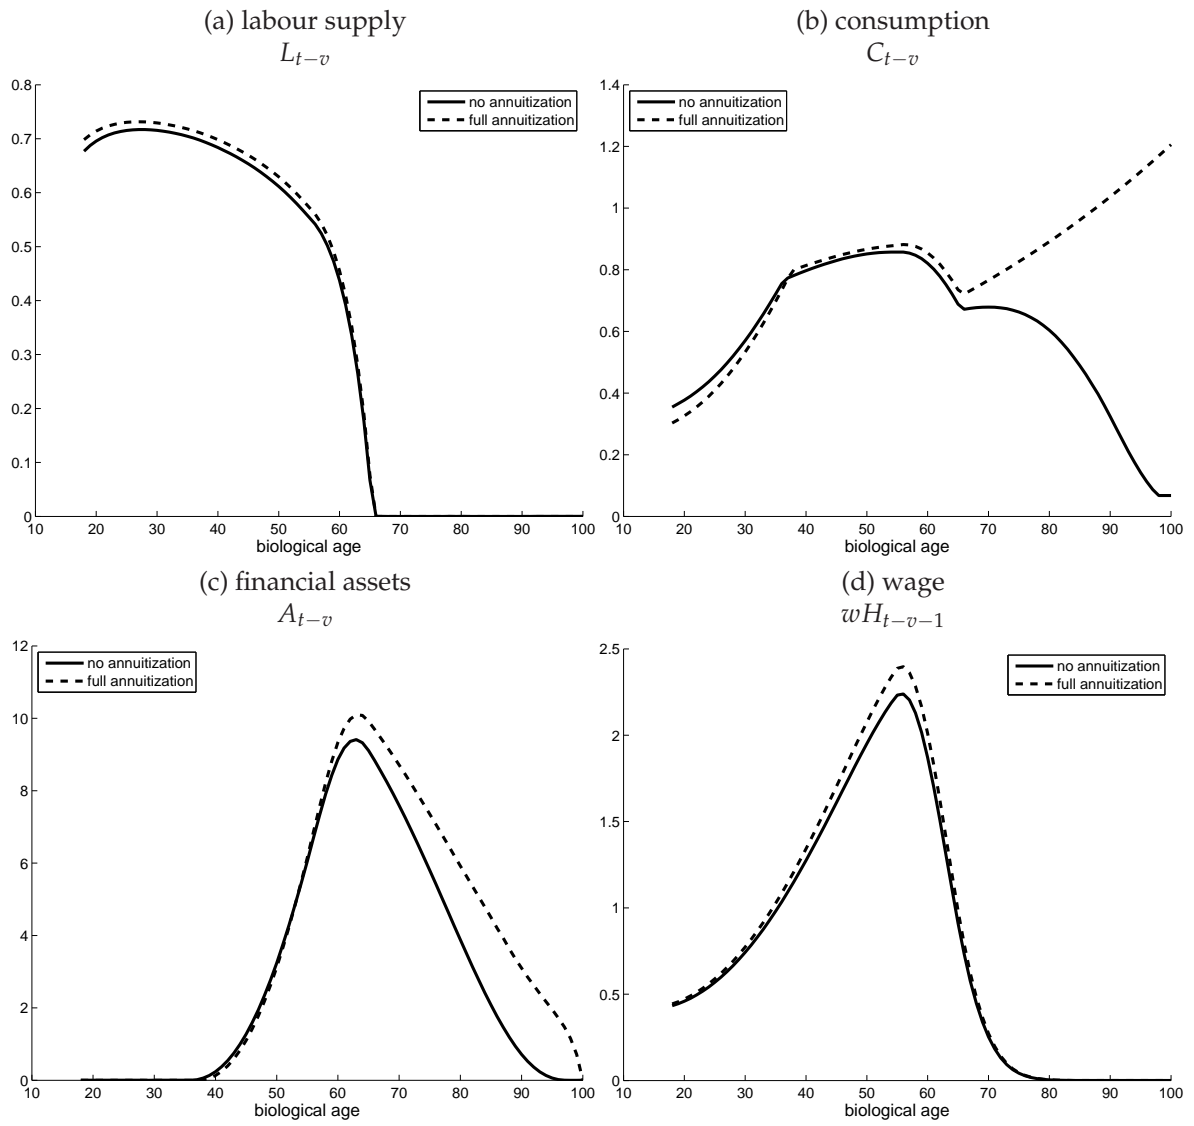 (a) labour supply
L_{t−v}
0.8
0.7
0.6
0.5
0.4
0.3
0.2
0.1
0
10 20 30 40 50 60 70 80 90 100
biological age
no annuitization
full annuitization
(b) consumption
C_{t−v}
1.4
1.2
1
0.8
0.6
0.4
0.2
0
10 20 30 40 50 60 70 80 90 100
biological age
no annuitization
full annuitization
(c) financial assets
A_{t−v}
12
10
8
6
4
2
0
10 20 30 40 50 60 70 80 90 100
biological age
no annuitization
full annuitization
(d) wage
wH_{t−v−1}
2.5
2
1.5
1
0.5
0
10 20 30 40 50 60 70 80 90 100
biological age
no annuitization
full annuitization